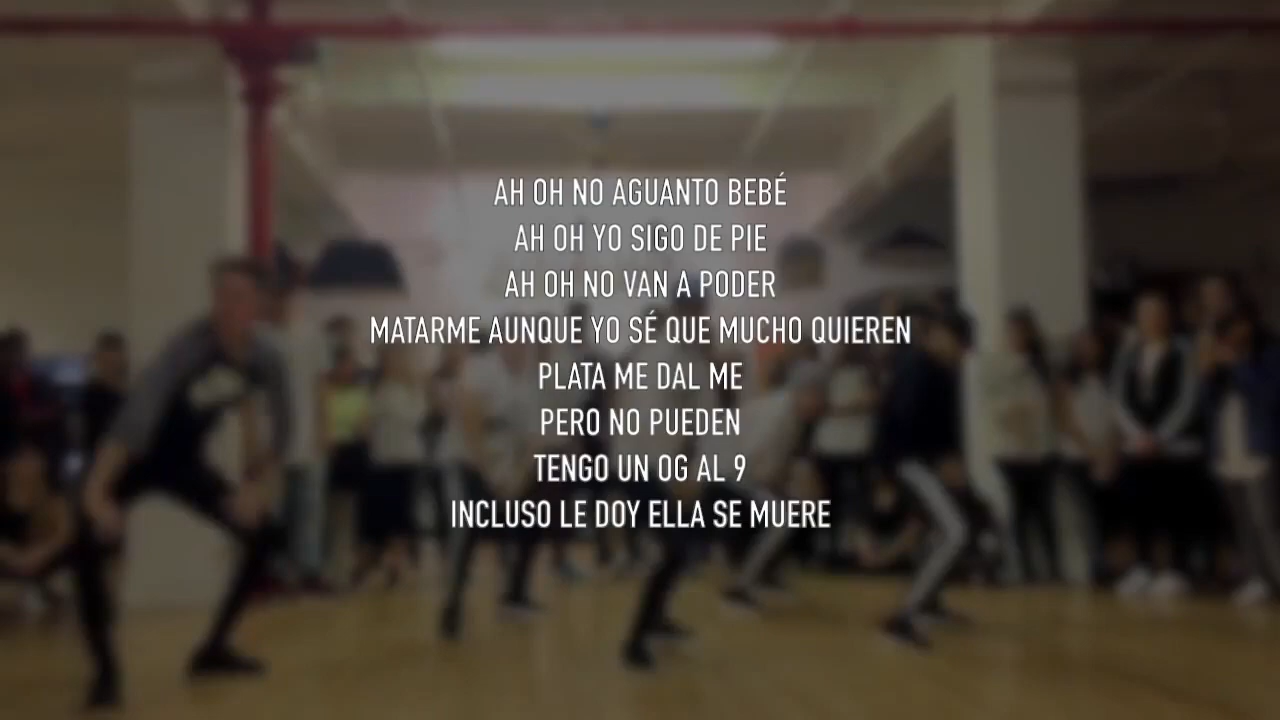 AH OH NO AGUANTO BEBÉ
AH OH YO SIGO DE PIE
AH OH NO VAN A PODER
MATARME AUNQUE YO SÉ QUE MUCHO QUIEREN
PLATA ME DAL ME
PERO NO PUEDEN
TENGO UN OG AL 9
INCLUSO LE DOY ELLA SE MUERE